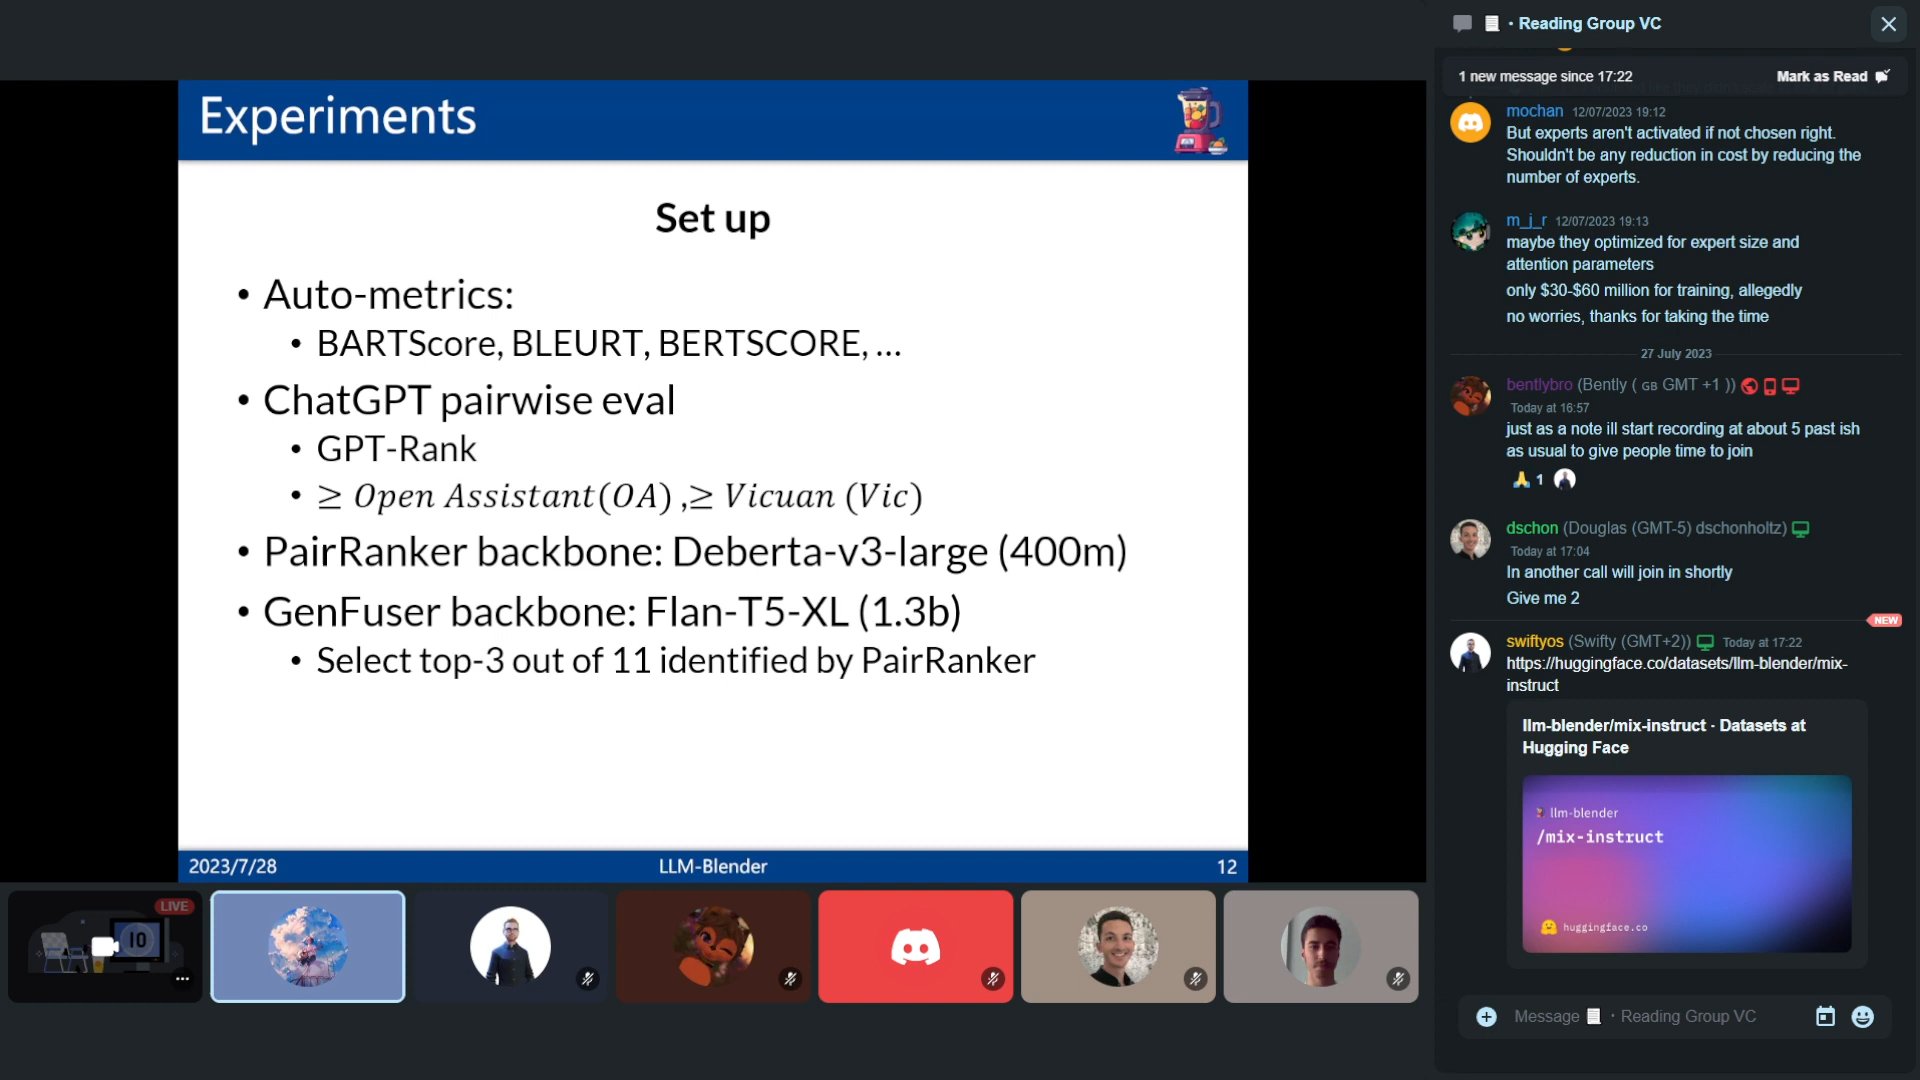 Experiments
Set up
• Auto-metrics:
• BARTScore, BLEURT, BERTSCORE, ...
• ChatGPT pairwise eval
• GPT-Rank
• ≥ Open Assistant(OA) ,≥ Vicuan (Vic)
• PairRanker backbone: Deberta-v3-large (400m)
• GenFuser backbone: Flan-T5-XL (1.3b)
• Select top-3 out of 11 identified by PairRanker
2023/7/28
LLM-Blender
12
LIVE
10
• Reading Group VC
1 new message since 17:22
Mark as Read
mochan 12/07/2023 19:12
But experts aren't activated if not chosen right.
Shouldn't be any reduction in cost by reducing the
number of experts.
m_j_r 12/07/2023 19:13
maybe they optimized for expert size and
attention parameters
only $30-$60 million for training, allegedly
no worries, thanks for taking the time
27 July 2023
bentlybro (Bently ( GB GMT +1 ))
Today at 16:57
just as a note ill start recording at about 5 past ish
as usual to give people time to join
1
dschon (Douglas (GMT-5) dschonholtz)
Today at 17:04
In another call will join in shortly
Give me 2
NEW
swiftyos (Swifty (GMT+2)) Today at 17:22
https://huggingface.co/datasets/llm-blender/mix-
instruct
llm-blender/mix-instruct · Datasets at
Hugging Face
llm-blender
/mix-instruct
huggingface.co
Message • Reading Group VC